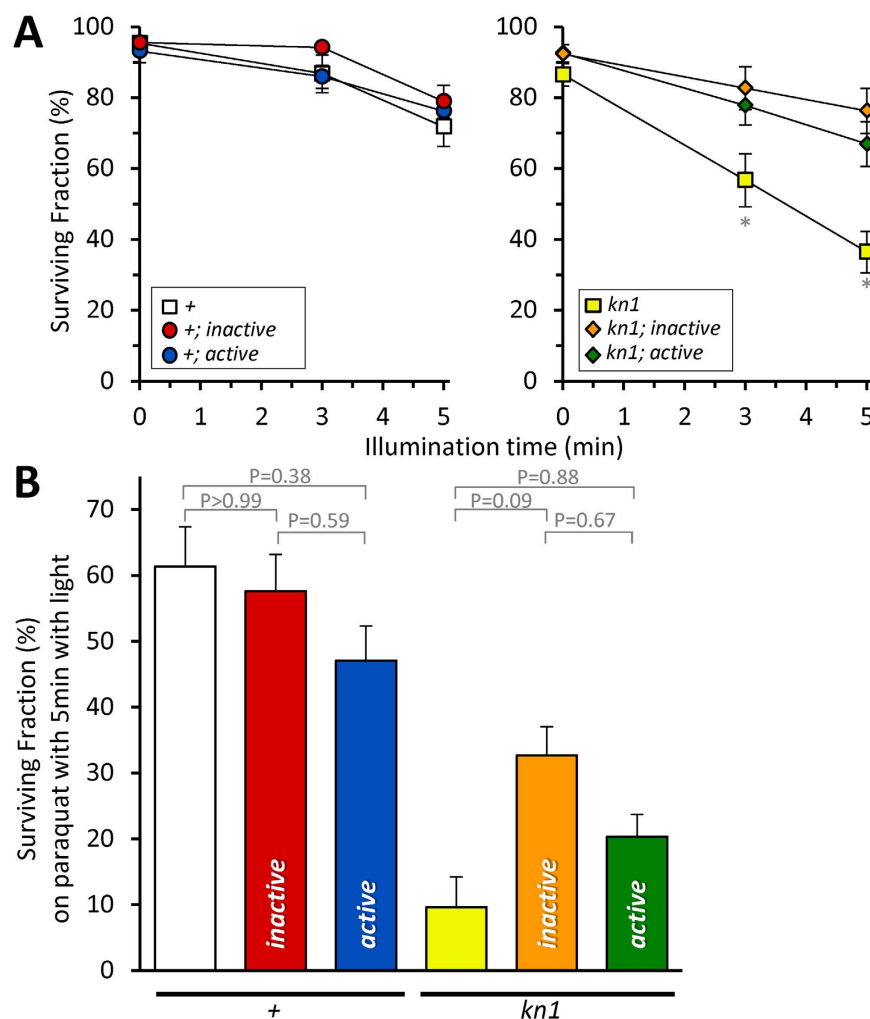 A
Surviving Fraction (%)
100
80
60
40
20
0
0 1 2 3 4 5
+
+; inactive
+; active
100
80
60
40
20
0
0 1 2 3 4 5
*
*
kn1
kn1; inactive
kn1; active
Illumination time (min)
B
Surviving Fraction (%)
on paraquat with 5min with light
70
60
50
40
30
20
10
0
P=0.38
P>0.99
P=0.59
P=0.88
P=0.09
P=0.67
inactive
active
inactive
active
+
kn1